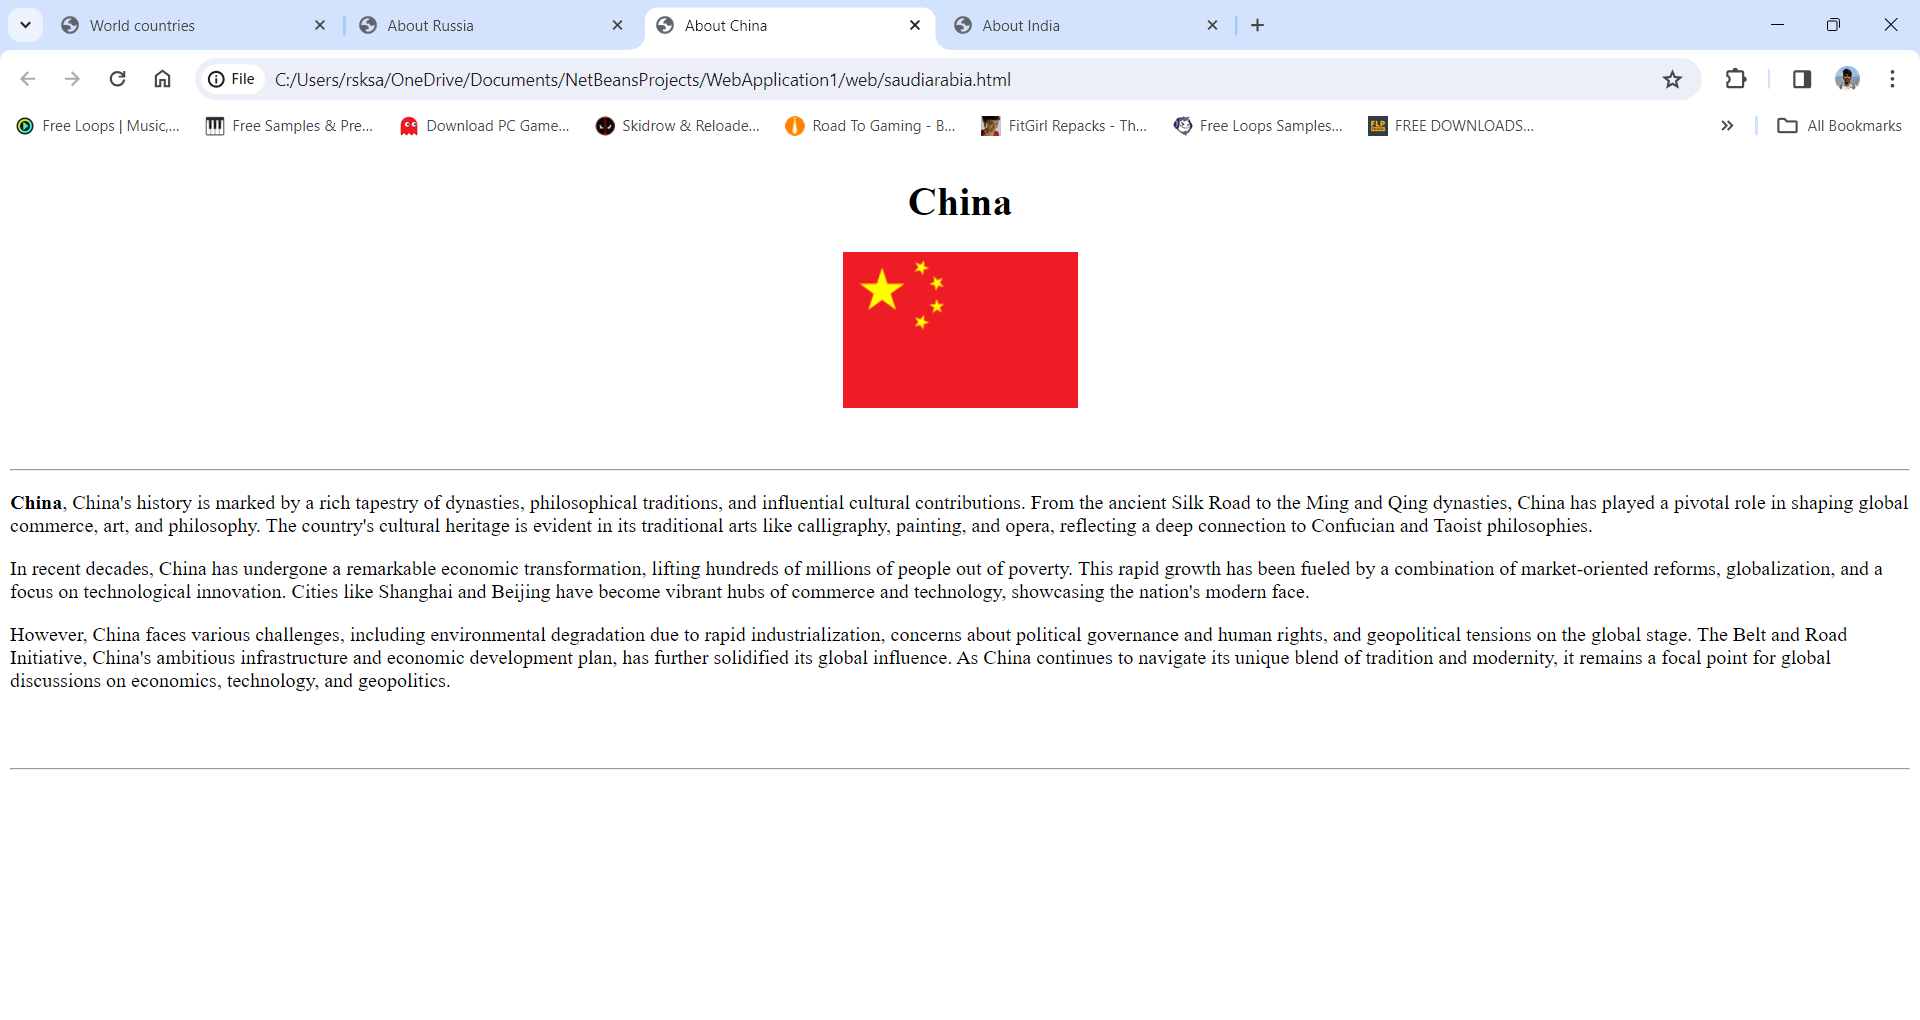 World countries
About Russia
About China
About India
File
C:/Users/rsksa/OneDrive/Documents/NetBeansProjects/WebApplication1/web/saudiarabia.html
Free Loops | Music,...
Free Samples & Pre...
Download PC Game...
Skidrow & Reloade...
Road To Gaming - B...
FitGirl Repacks - Th...
Free Loops Samples...
FLP
FREE DOWNLOADS...
All Bookmarks
China
China, China's history is marked by a rich tapestry of dynasties, philosophical traditions, and influential cultural contributions. From the ancient Silk Road to the Ming and Qing dynasties, China has played a pivotal role in shaping global
commerce, art, and philosophy. The country's cultural heritage is evident in its traditional arts like calligraphy, painting, and opera, reflecting a deep connection to Confucian and Taoist philosophies.
In recent decades, China has undergone a remarkable economic transformation, lifting hundreds of millions of people out of poverty. This rapid growth has been fueled by a combination of market-oriented reforms, globalization, and a
focus on technological innovation. Cities like Shanghai and Beijing have become vibrant hubs of commerce and technology, showcasing the nation's modern face.
However, China faces various challenges, including environmental degradation due to rapid industrialization, concerns about political governance and human rights, and geopolitical tensions on the global stage. The Belt and Road
Initiative, China's ambitious infrastructure and economic development plan, has further solidified its global influence. As China continues to navigate its unique blend of tradition and modernity, it remains a focal point for global
discussions on economics, technology, and geopolitics.